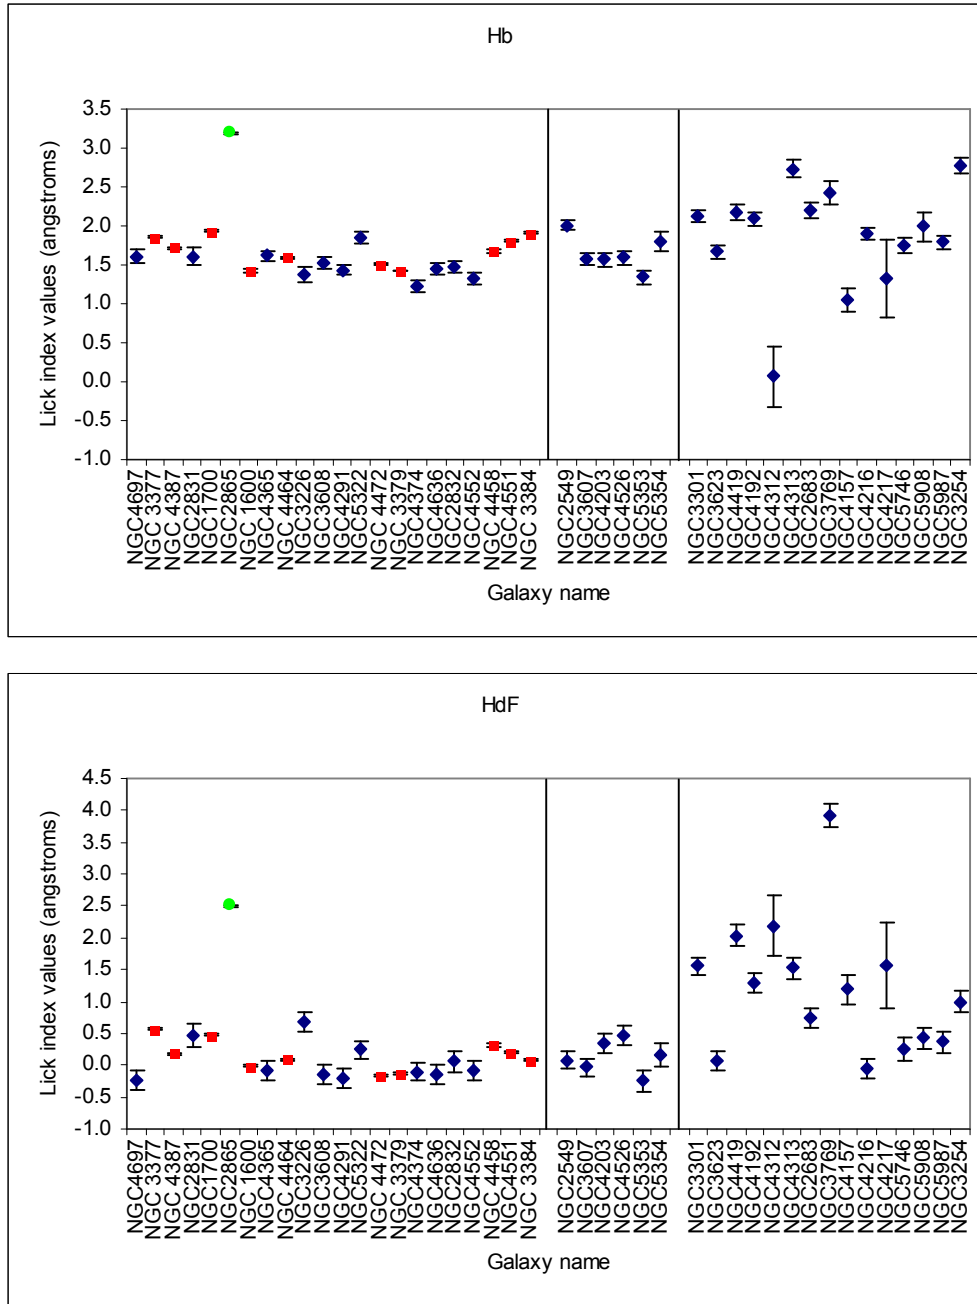 Hb
3.5
3.0
2.5
2.0
1.5
1.0
0.5
0.0
-0.5
-1.0
Lick index values (angstroms)
NGC4697
NGC 3377
NGC 4387
NGC2831
NGC1700
NGC2865
NGC 1600
NGC4365
NGC 4464
NGC3226
NGC3608
NGC4291
NGC5322
NGC 4472
NGC 3379
NGC4374
NGC4636
NGC2832
NGC4552
NGC 4458
NGC4551
NGC 3384
NGC2549
NGC3607
NGC4203
NGC4526
NGC5353
NGC5354
NGC3301
NGC3623
NGC4419
NGC4192
NGC4312
NGC4313
NGC2683
NGC3769
NGC4157
NGC4216
NGC4217
NGC5746
NGC5908
NGC5987
NGC3254
Galaxy name
HdF
4.5
4.0
3.5
3.0
2.5
2.0
1.5
1.0
0.5
0.0
-0.5
-1.0
Lick index values (angstroms)
NGC4697
NGC 3377
NGC 4387
NGC2831
NGC1700
NGC2865
NGC 1600
NGC4365
NGC 4464
NGC3226
NGC3608
NGC4291
NGC5322
NGC 4472
NGC 3379
NGC4374
NGC4636
NGC2832
NGC4552
NGC 4458
NGC4551
NGC 3384
NGC2549
NGC3607
NGC4203
NGC4526
NGC5353
NGC5354
NGC3301
NGC3623
NGC4419
NGC4192
NGC4312
NGC4313
NGC2683
NGC3769
NGC4157
NGC4216
NGC4217
NGC5746
NGC5908
NGC5987
NGC3254
Galaxy name